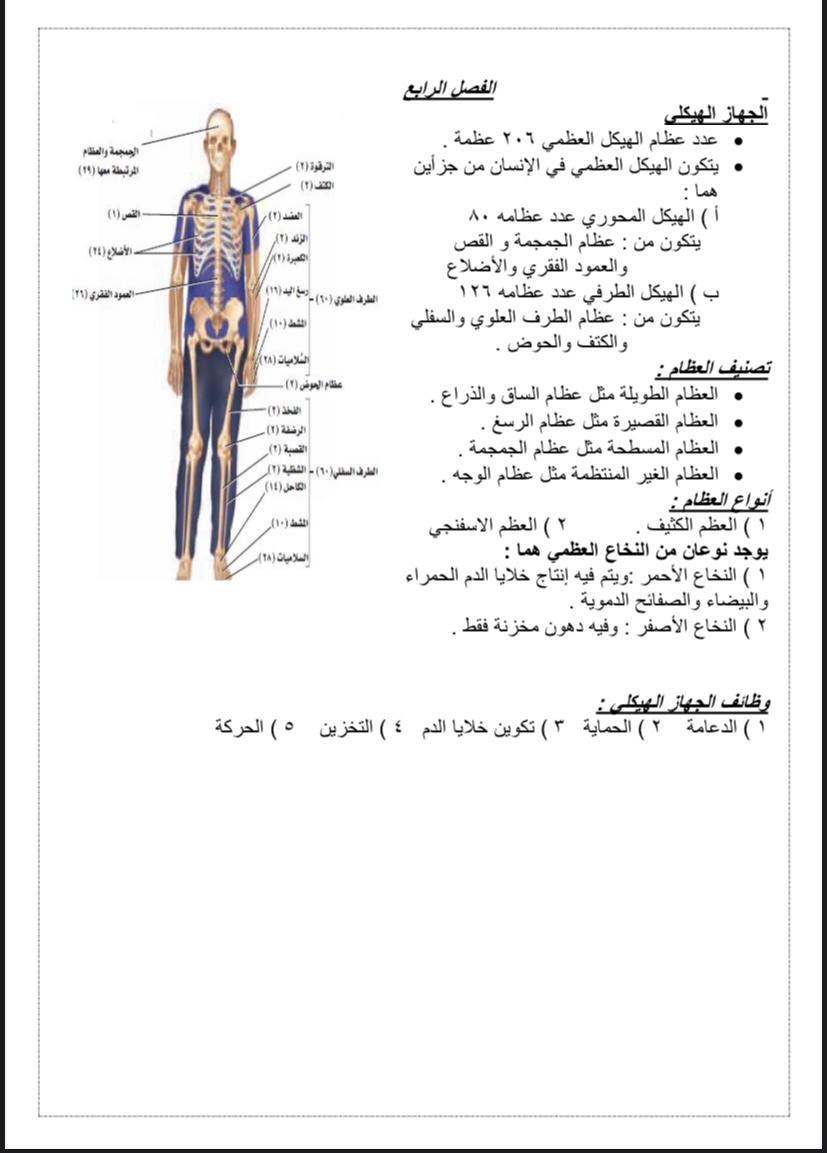 الفصل الرابع
الجهاز الهيكلي
• عدد عظام الهيكل العظمي ٢٠٦ عظمة .
• يتكون الهيكل العظمي في الإنسان من جزأين
هما :
أ ) الهيكل المحوري عدد عظامه ٨٠
يتكون من : عظام الجمجمة و القص
والعمود الفقري والأضلاع
ب ) الهيكل الطرفي عدد عظامه ١٢٦
يتكون من : عظام الطرف العلوي والسفلي
والكتف والحوض .
تصنيف العظام :
• العظام الطويلة مثل عظام الساق والذراع .
• العظام القصيرة مثل عظام الرسغ .
• العظام المسطحة مثل عظام الجمجمة .
• العظام الغير المنتظمة مثل عظام الوجه .
أنواع العظام :
١ ) العظم الكثيف . ٢ ) العظم الاسفنجي
يوجد نوعان من النخاع العظمي هما :
١ ) النخاع الأحمر :ويتم فيه إنتاج خلايا الدم الحمراء
والبيضاء والصفائح الدموية .
٢ ) النخاع الأصفر : وفيه دهون مخزنة فقط .
وظائف الجهاز الهيكلي :
١ ) الدعامة ٢ ) الحماية ٣ ) تكوين خلايا الدم ٤ ) التخزين ٥ ) الحركة
الجمجمة والعظام
المرتبطة معها (٢٩)
القص (١)
الأضلاع (٢٤)
العمود الفقري (٢٦)
الترقوة (٢)
الكتف (٢)
العضد (٢)
الزند (٢)
الكعبرة (٢)
رسغ اليد (١٦)
الطرف العلوي (٦٠)
المشط (١٠)
السُلاميات (٢٨)
عظام الحوض (٢)
الفخذ (٢)
الرضفة (٢)
القصبة (٢)
الشظية (٢)
الطرف السفلي (٦٠)
الكاحل (١٤)
المشط (١٠)
السلاميات (٢٨)